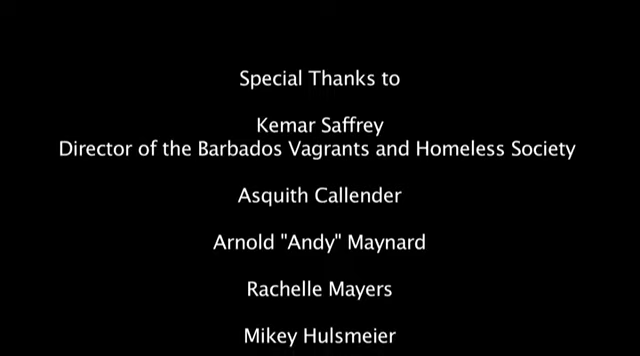 Special Thanks to
Kemar Saffrey
Director of the Barbados Vagrants and Homeless Society
Asquith Callender
Arnold "Andy" Maynard
Rachelle Mayers
Mikey Hulsmeier